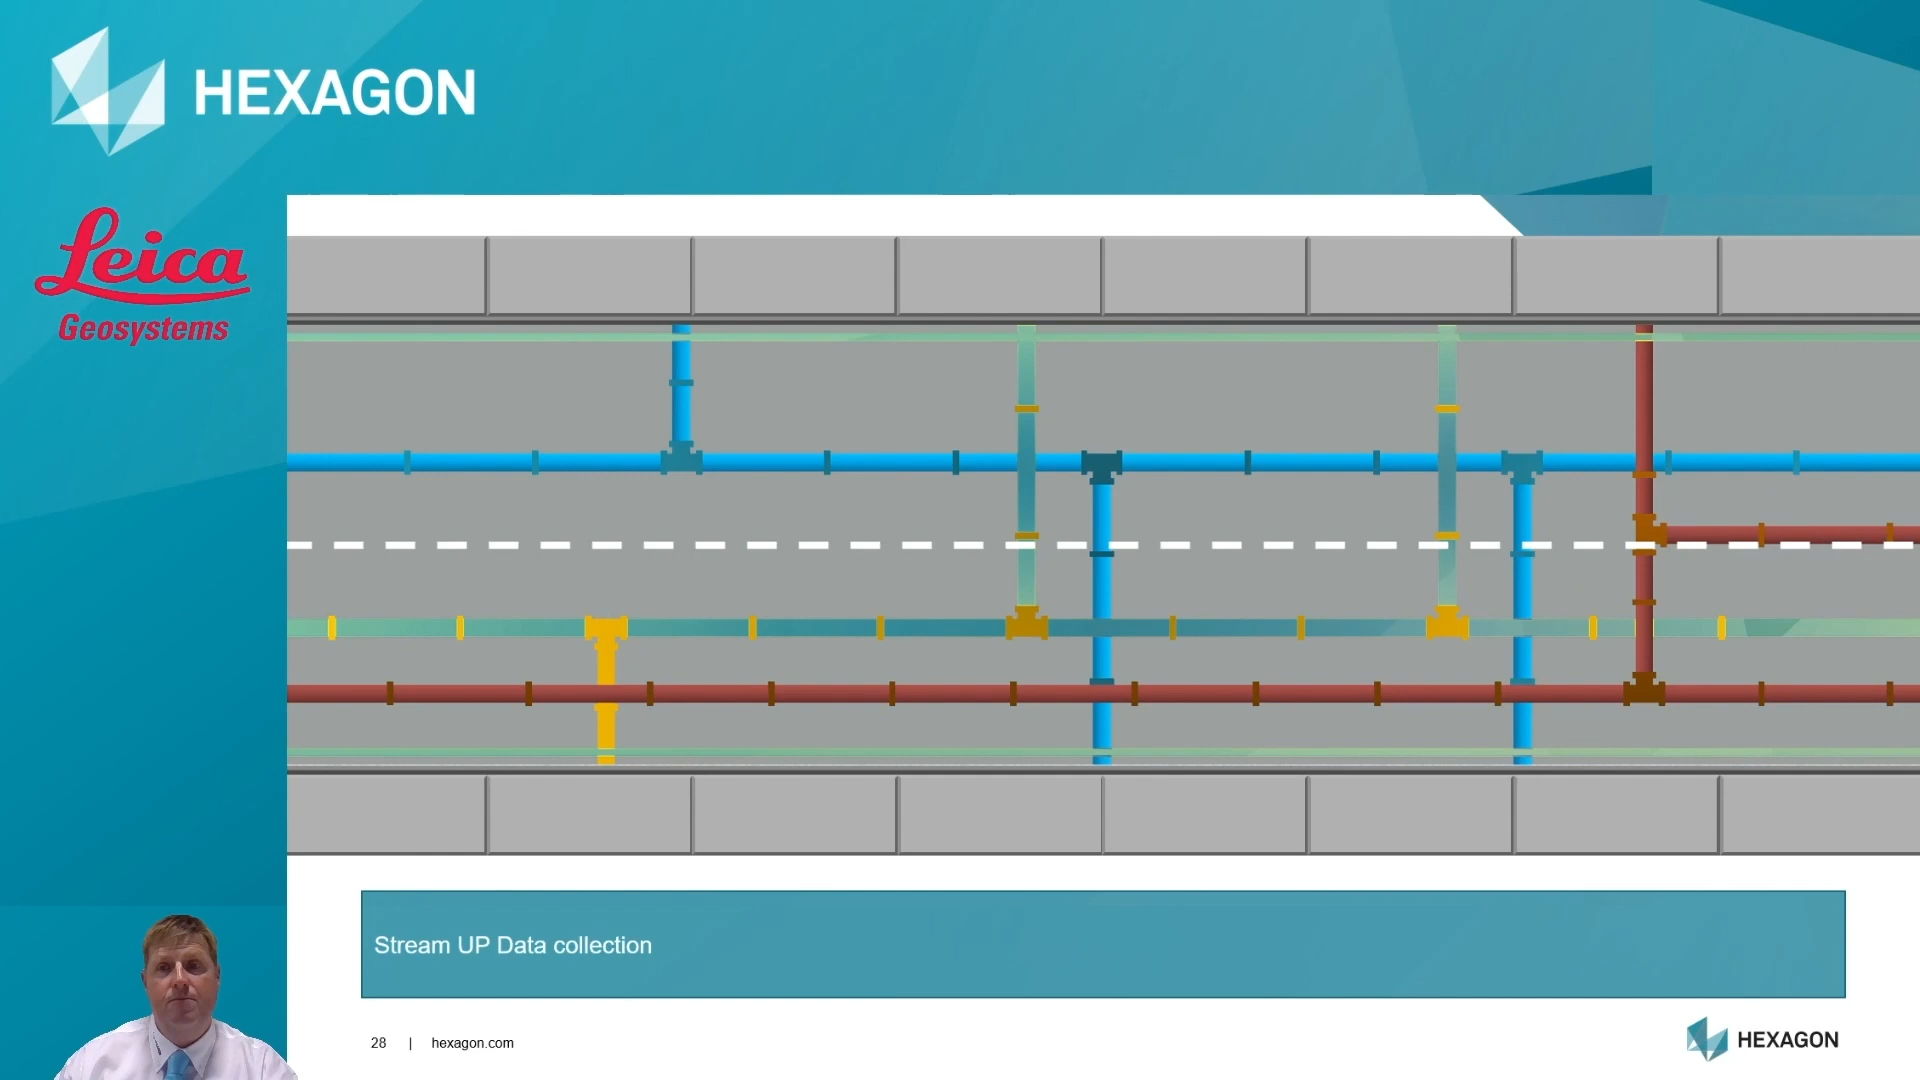 HEXAGON
Leica
Geosystems
Stream UP Data collection
28 | hexagon.com
HEXAGON